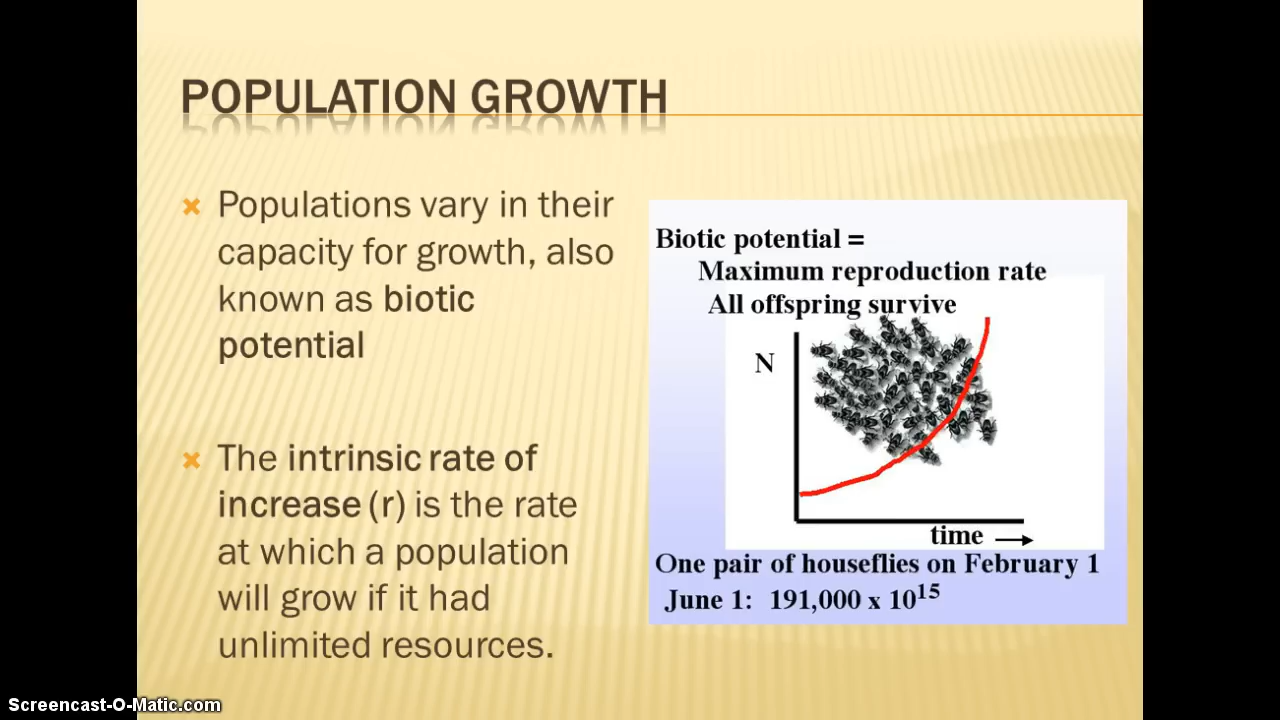 POPULATION GROWTH
Populations vary in their
capacity for growth, also
known as biotic
potential
The intrinsic rate of
increase (r) is the rate
at which a population
will grow if it had
unlimited resources.
Biotic potential =
Maximum reproduction rate
All offspring survive
N
time
One pair of houseflies on February 1
June 1: 191,000 x 10¹⁵
Screencast-O-Matic.com